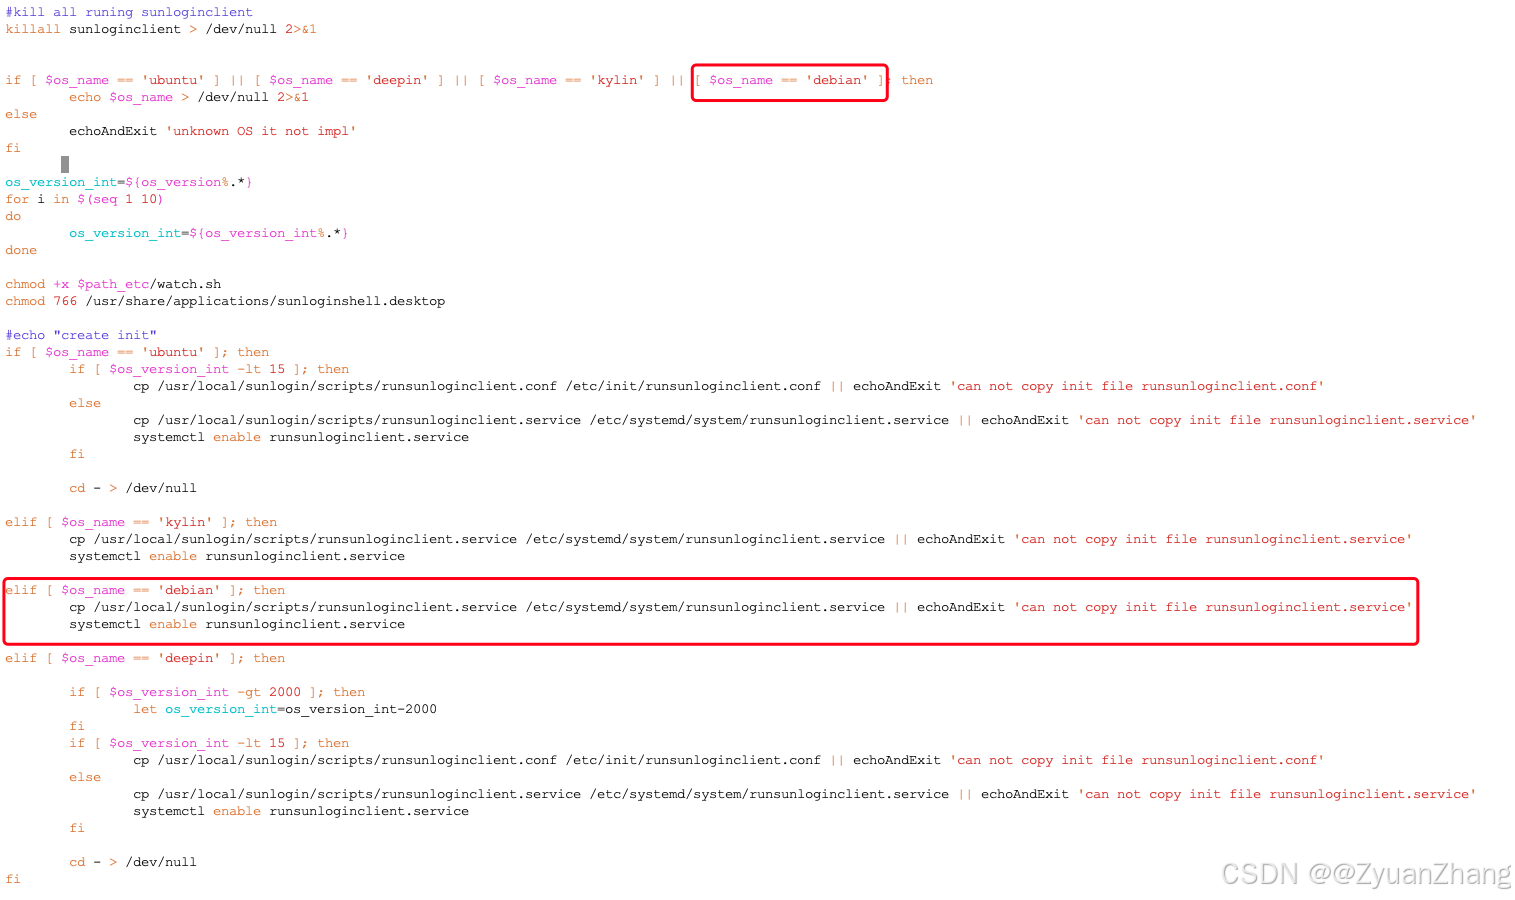 #kill all runing sunloginclient
killall sunloginclient > /dev/null 2>&1
if [ $os_name == 'ubuntu' ] || [ $os_name == 'deepin' ] || [ $os_name == 'kylin' ] || [ $os_name == 'debian' ]; then
        echo $os_name > /dev/null 2>&1
else
        echoAndExit 'unknown OS it not impl'
fi
os_version_int=${os_version%.*}
for i in $(seq 1 10)
do
        os_version_int=${os_version_int%.*}
done
chmod +x $path_etc/watch.sh
chmod 766 /usr/share/applications/sunloginshell.desktop
#echo "create init"
if [ $os_name == 'ubuntu' ]; then
        if [ $os_version_int -lt 15 ]; then
                cp /usr/local/sunlogin/scripts/runsunloginclient.conf /etc/init/runsunloginclient.conf || echoAndExit 'can not copy init file runsunloginclient.conf'
        else
                cp /usr/local/sunlogin/scripts/runsunloginclient.service /etc/systemd/system/runsunloginclient.service || echoAndExit 'can not copy init file runsunloginclient.service'
                systemctl enable runsunloginclient.service
        fi
        cd - > /dev/null
elif [ $os_name == 'kylin' ]; then
        cp /usr/local/sunlogin/scripts/runsunloginclient.service /etc/systemd/system/runsunloginclient.service || echoAndExit 'can not copy init file runsunloginclient.service'
        systemctl enable runsunloginclient.service
elif [ $os_name == 'debian' ]; then
        cp /usr/local/sunlogin/scripts/runsunloginclient.service /etc/systemd/system/runsunloginclient.service || echoAndExit 'can not copy init file runsunloginclient.service'
        systemctl enable runsunloginclient.service
elif [ $os_name == 'deepin' ]; then
        if [ $os_version_int -gt 2000 ]; then
                let os_version_int=os_version_int-2000
        fi
        if [ $os_version_int -lt 15 ]; then
                cp /usr/local/sunlogin/scripts/runsunloginclient.conf /etc/init/runsunloginclient.conf || echoAndExit 'can not copy init file runsunloginclient.conf'
        else
                cp /usr/local/sunlogin/scripts/runsunloginclient.service /etc/systemd/system/runsunloginclient.service || echoAndExit 'can not copy init file runsunloginclient.service'
                systemctl enable runsunloginclient.service
        fi
        cd - > /dev/null
fi
CSDN @@ZyuanZhang